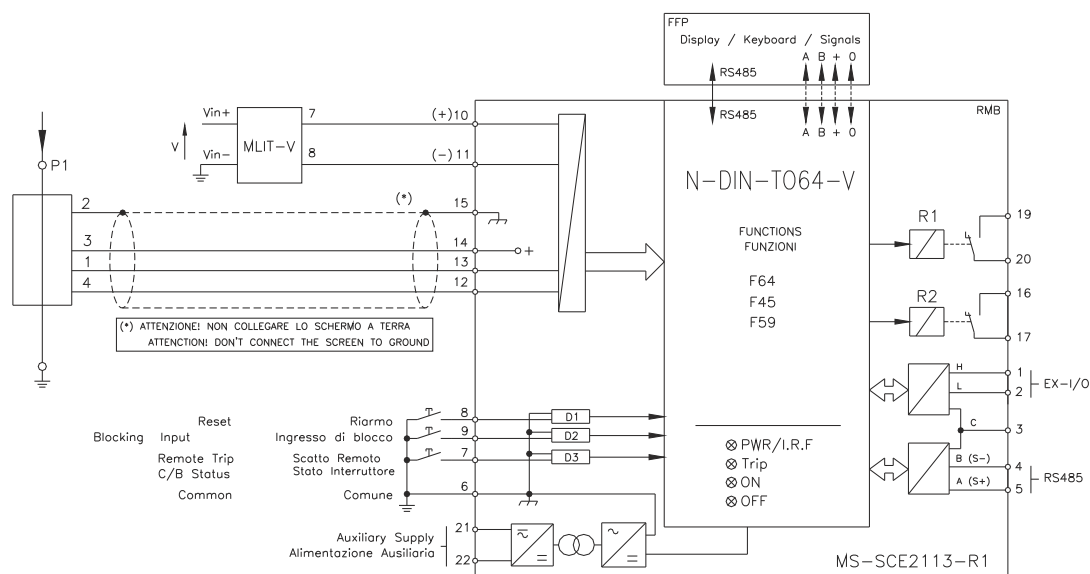 FFP
Display / Keyboard / Signals
A B + 0
RS485
RS485
A B + 0
RMB
Vin+
7
(+)10
V
MLIT-V
Vin-
8
(-) 11
P1
N-DIN-TO64-V
2
(*)
15
19
R1
3
14
+
FUNCTIONS
FUNZIONI
1
13
20
4
12
F64
F45
F59
16
R2
17
(*) ATTENZIONE! NON COLLEGARE LO SCHERMO A TERRA
ATTENCTION! DON'T CONNECT THE SCREEN TO GROUND
H
1
L
2
EX-I/O
C
3
Reset
Riarmo
8
D1
Blocking Input
Ingresso di blocco
9
D2
Remote Trip
Scatto Remoto
7
D3
C/B Status
Stato Interruttore
Common
Comune
6
PWR/I.R.F
Trip
ON
OFF
B (S-)
4
A (S+)
5
RS485
Auxiliary Supply
Alimentazione Ausiliaria
21
22
MS-SCE2113-R1